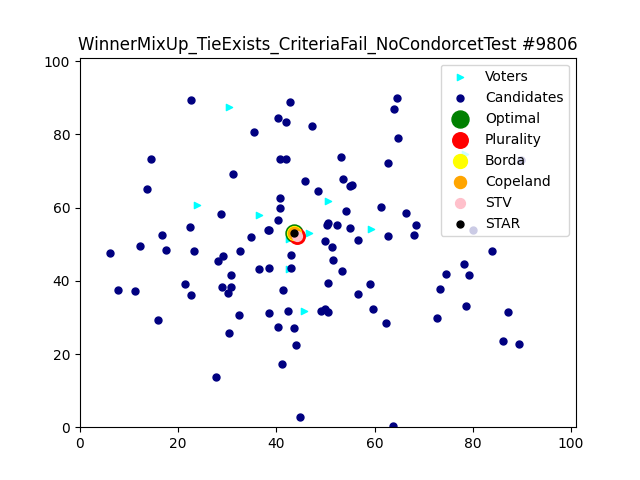 WinnerMixUp_TieExists_CriteriaFail_NoCondorcetTest #9806
100
80
60
40
20
0
0
20
40
60
80
100
Voters
Candidates
Optimal
Plurality
Borda
Copeland
STV
STAR